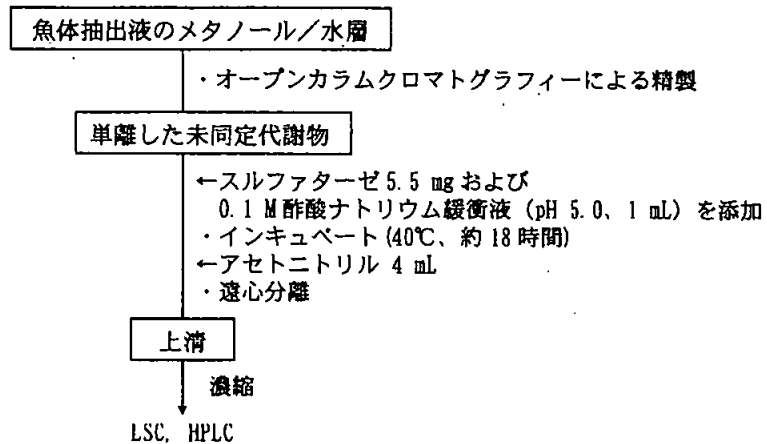 魚体抽出液のメタノール／水層
・オープンカラムクロマトグラフィーによる精製
単離した未同定代謝物
←スルファターゼ 5.5 mg および
0.1 M 酢酸ナトリウム緩衝液 (pH 5.0、1 mL) を添加
・インキュベート (40℃、約 18 時間)
←アセトニトリル 4 mL
・遠心分離
上清
濃縮
LSC, HPLC